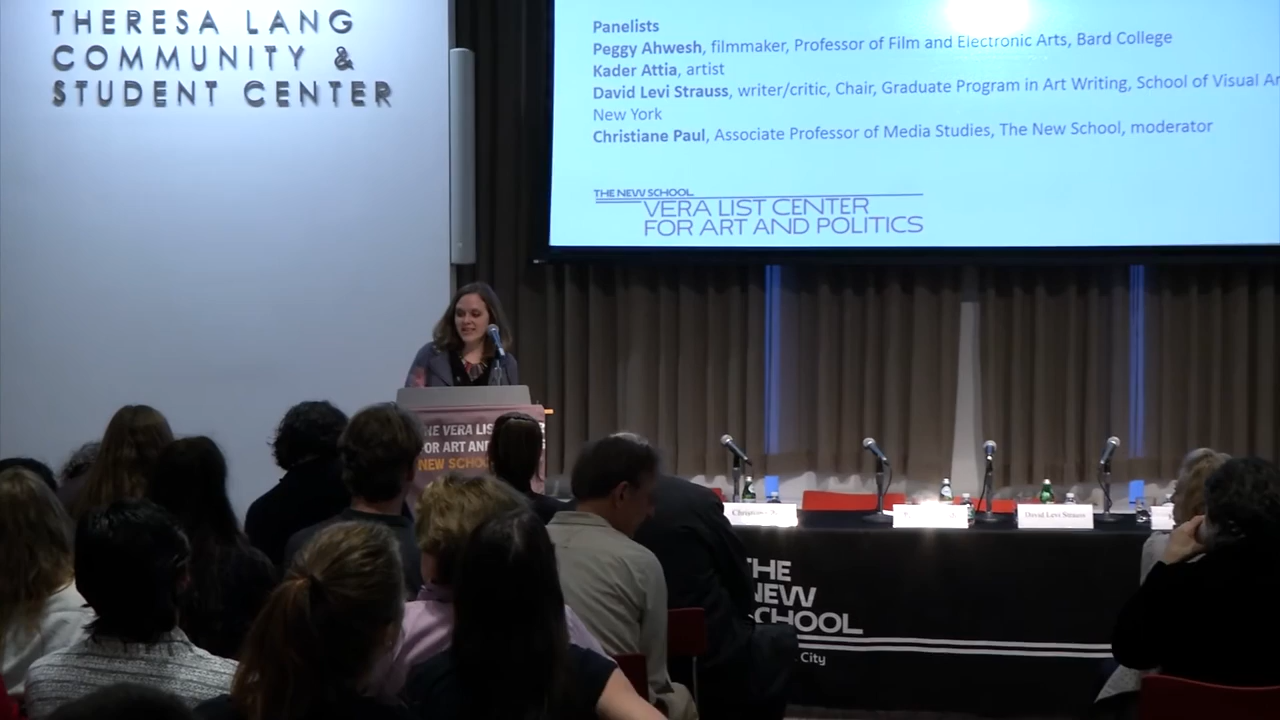 THERESA LANG
COMMUNITY &
STUDENT CENTER
Panelists
Peggy Ahwesh, filmmaker, Professor of Film and Electronic Arts, Bard College
Kader Attia, artist
David Levi Strauss, writer/critic, Chair, Graduate Program in Art Writing, School of Visual Ar
New York
Christiane Paul, Associate Professor of Media Studies, The New School, moderator
THE NEW SCHOOL
VERA LIST CENTER
FOR ART AND POLITICS
THE VERA LIS
FOR ART AND
NEW SCHOO
David Levi Strauss
THE
NEW
SCHOOL
City